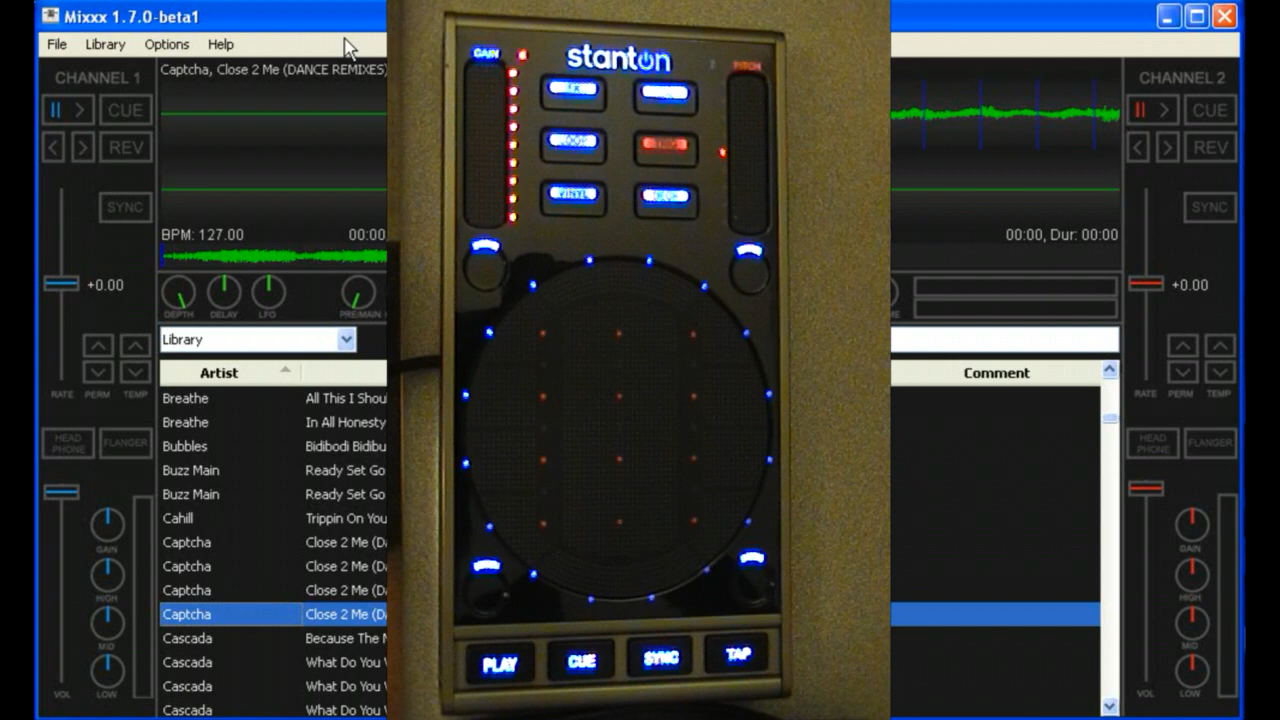 Mixxx 1.7.0-beta1
File Library Options Help
CHANNEL 1
CUE
REV
SYNC
+0.00
RATE PERM TEMP
HEAD PHONE
FLANGER
GAIN
HIGH
MID
VOL LOW
Captcha, Close 2 Me (DANCE REMIXES)
BPM: 127.00 00:00
DEPTH DELAY LFO PRE/MAIN
Library
Artist
Breathe All This I Shou
Breathe In All Honesty
Bubbles Bidibodi Bidibu
Buzz Main Ready Set Go
Buzz Main Ready Set Go
Cahill Trippin On You
Captcha Close 2 Me (D
Captcha Close 2 Me (D
Captcha Close 2 Me (D
Captcha Close 2 Me (D
Cascada Because The
Cascada What Do You
Cascada What Do You
Cascada What Do You
GAIN
stanton
PITCH
FX
LOOP
TRIG
VINYL
PLAY CUE SYNC TAP
00:00, Dur: 00:00
Comment
CHANNEL 2
CUE
REV
SYNC
+0.00
RATE PERM TEMP
HEAD PHONE
FLANGER
GAIN
HIGH
MID
VOL LOW